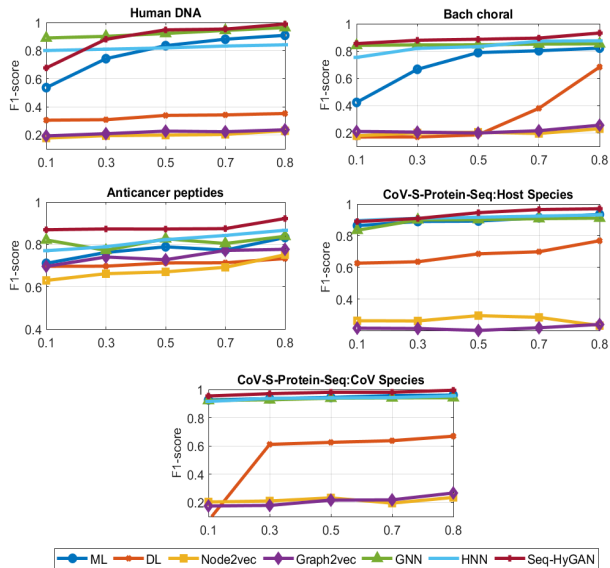 Human DNA
Bach choral
1
0.8
0.6
0.4
0.2
F1-score
0.1 0.3 0.5 0.7 0.8
1
0.8
0.6
0.4
0.2
F1-score
0.1 0.3 0.5 0.7 0.8
Anticancer peptides
CoV-S-Protein-Seq:Host Species
1
0.8
0.6
0.4
F1-score
0.1 0.3 0.5 0.7 0.8
1
0.8
0.6
0.4
F1-score
0.1 0.3 0.5 0.7 0.8
CoV-S-Protein-Seq:CoV Species
1
0.8
0.6
0.4
0.2
F1-score
0.1 0.3 0.5 0.7 0.8
ML DL Node2vec Graph2vec GNN HNN Seq-HyGAN